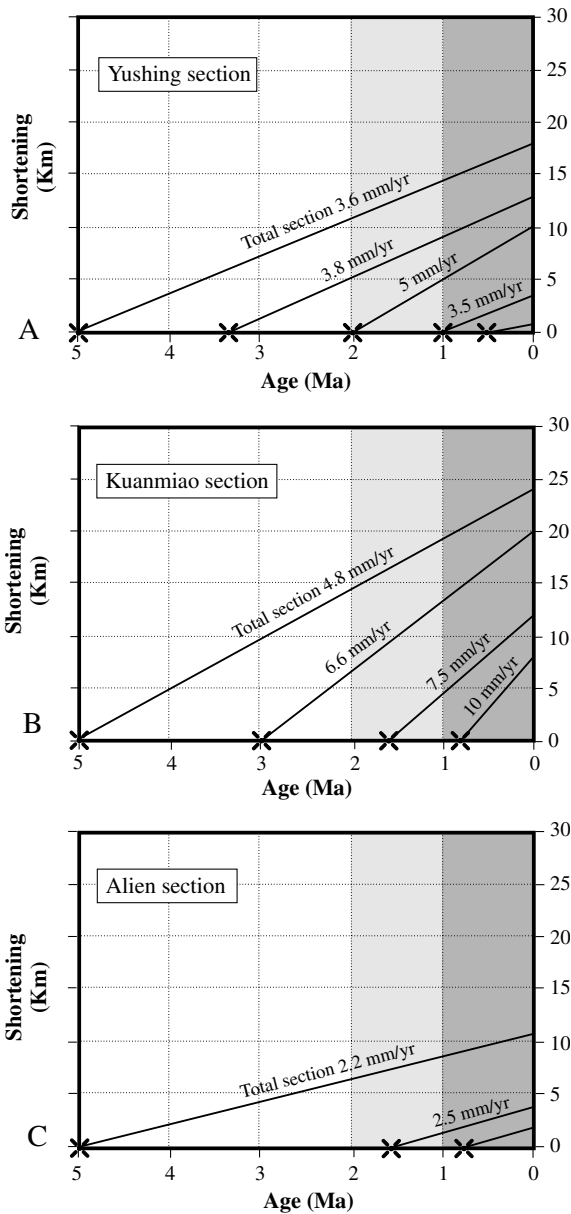 Yushing section
30
25
20
15
10
5
0
Shortening
(Km)
Total section 3.6 mm/yr
3.8 mm/yr
5 mm/yr
3.5 mm/yr
A
5 4 3 2 1 0
Age (Ma)
Kuanmiao section
30
25
20
15
10
5
0
Shortening
(Km)
Total section 4.8 mm/yr
6.6 mm/yr
7.5 mm/yr
10 mm/yr
B
5 4 3 2 1 0
Age (Ma)
Alien section
30
25
20
15
10
5
0
Shortening
(Km)
Total section 2.2 mm/yr
2.5 mm/yr
C
5 4 3 2 1 0
Age (Ma)